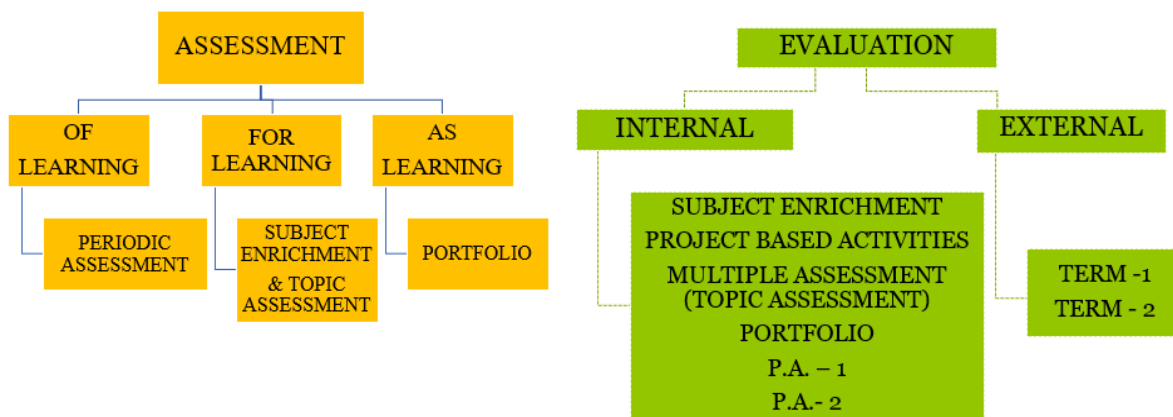 ASSESSMENT
OF
LEARNING
FOR
LEARNING
AS
LEARNING
PERIODIC
ASSESSMENT
SUBJECT
ENRICHMENT
& TOPIC
ASSESSMENT
PORTFOLIO
EVALUATION
INTERNAL
EXTERNAL
SUBJECT ENRICHMENT
PROJECT BASED ACTIVITIES
MULTIPLE ASSESSMENT
(TOPIC ASSESSMENT)
PORTFOLIO
P.A. – 1
P.A.- 2
TERM -1
TERM - 2